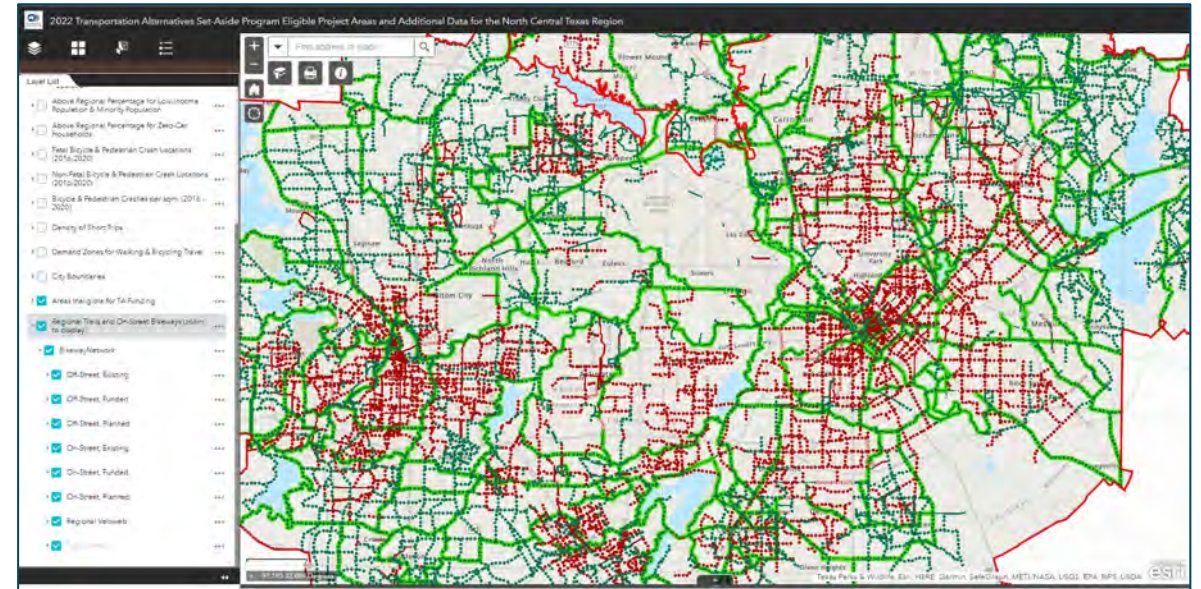 2022 Transportation Alternatives Set-Aside Program Eligible Project Areas and Additional Data for the North Central Texas Region
Layer List
Above Regional Percentage for Low-Income
Population & Minority Population
Above Regional Percentage for Zero-Car
Households
Fatal Bicycle & Pedestrian Crash Locations
(2016-2020)
Non-Fatal Bicycle & Pedestrian Crash Locations
(2016-2020)
Bicycle & Pedestrian Crashes per sqmi (2016 -
2020)
Density of Short Trips
Demand Zones for Walking & Bicycling Travel
City Boundaries
Areas Ineligible for TA Funding
Regional Trails and On-Street Bikeways (zoom
to display)
BikewayNetwork
Off-Street, Existing
Off-Street, Funded
Off-Street, Planned
On-Street, Existing
On-Street, Funded
On-Street, Planned
Regional Veloweb
Find address or place
Flower Mound
Carrollton
Saginaw
North
Richland Hills
Bedford
Euless
Irving
University
Park
Highland
Texas Parks & Wildlife, Esri, HERE, Garmin, SafeGraph, METI/NASA, USGS, EPA, NPS, USDA
esri